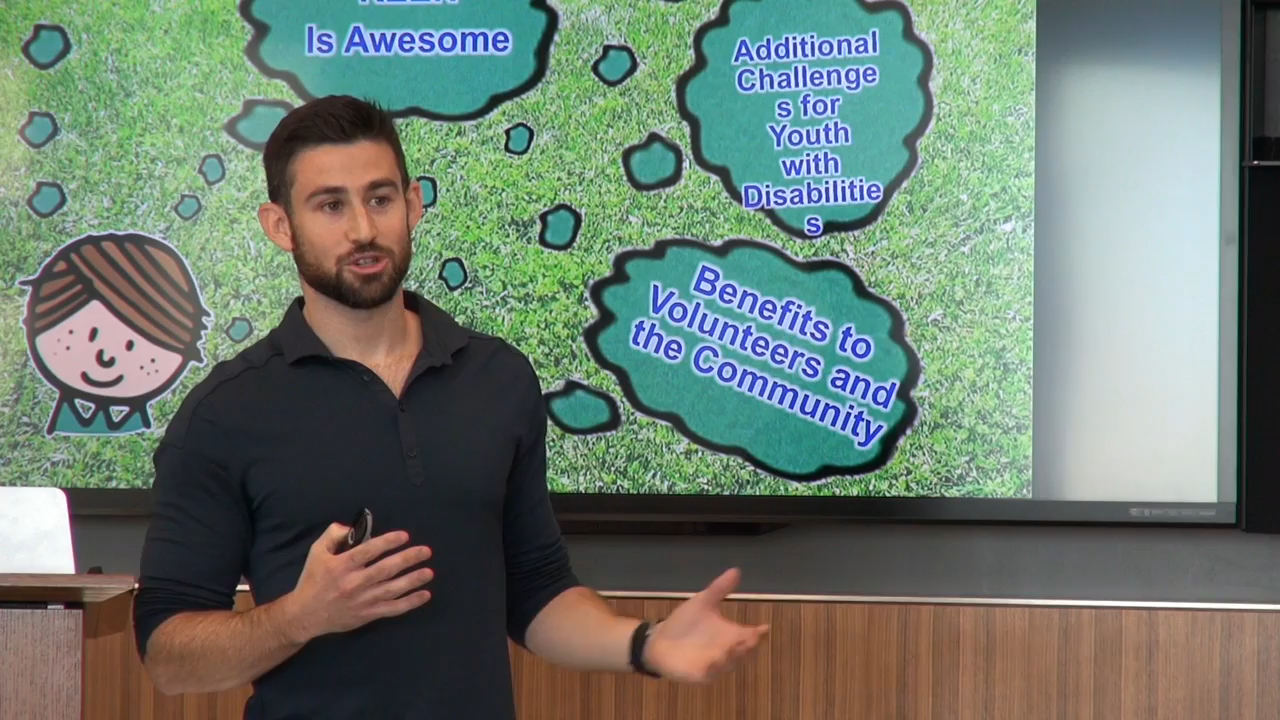 Is Awesome
Additional
Challenge
s for
Youth
with
Disabilitie
s
Benefits to
Volunteers and
the Community